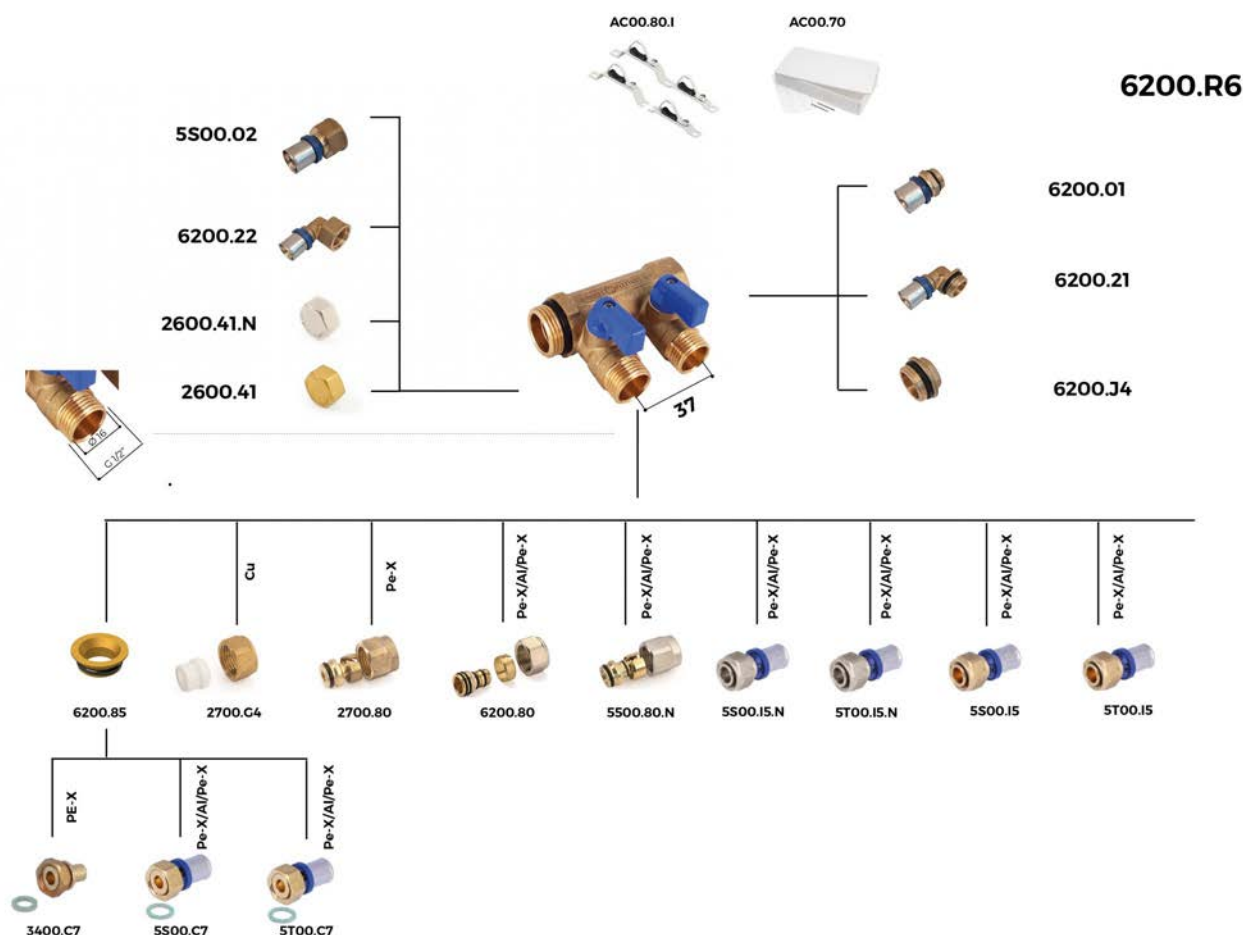 AC00.80.I
AC00.70
6200.R6
5S00.02
6200.22
2600.41.N
2600.41
6200.01
6200.21
6200.J4
37
Ø 16
G 1/2"
Cu
Pe-X
Pe-X/Al/Pe-X
Pe-X/Al/Pe-X
Pe-X/Al/Pe-X
Pe-X/Al/Pe-X
Pe-X/Al/Pe-X
Pe-X/Al/Pe-X
6200.85
2700.G4
2700.80
6200.80
5500.80.N
5S00.I5.N
5T00.I5.N
5S00.I5
5T00.I5
PE-X
Pe-X/Al/Pe-X
Pe-X/Al/Pe-X
3400.C7
5S00.C7
5T00.C7